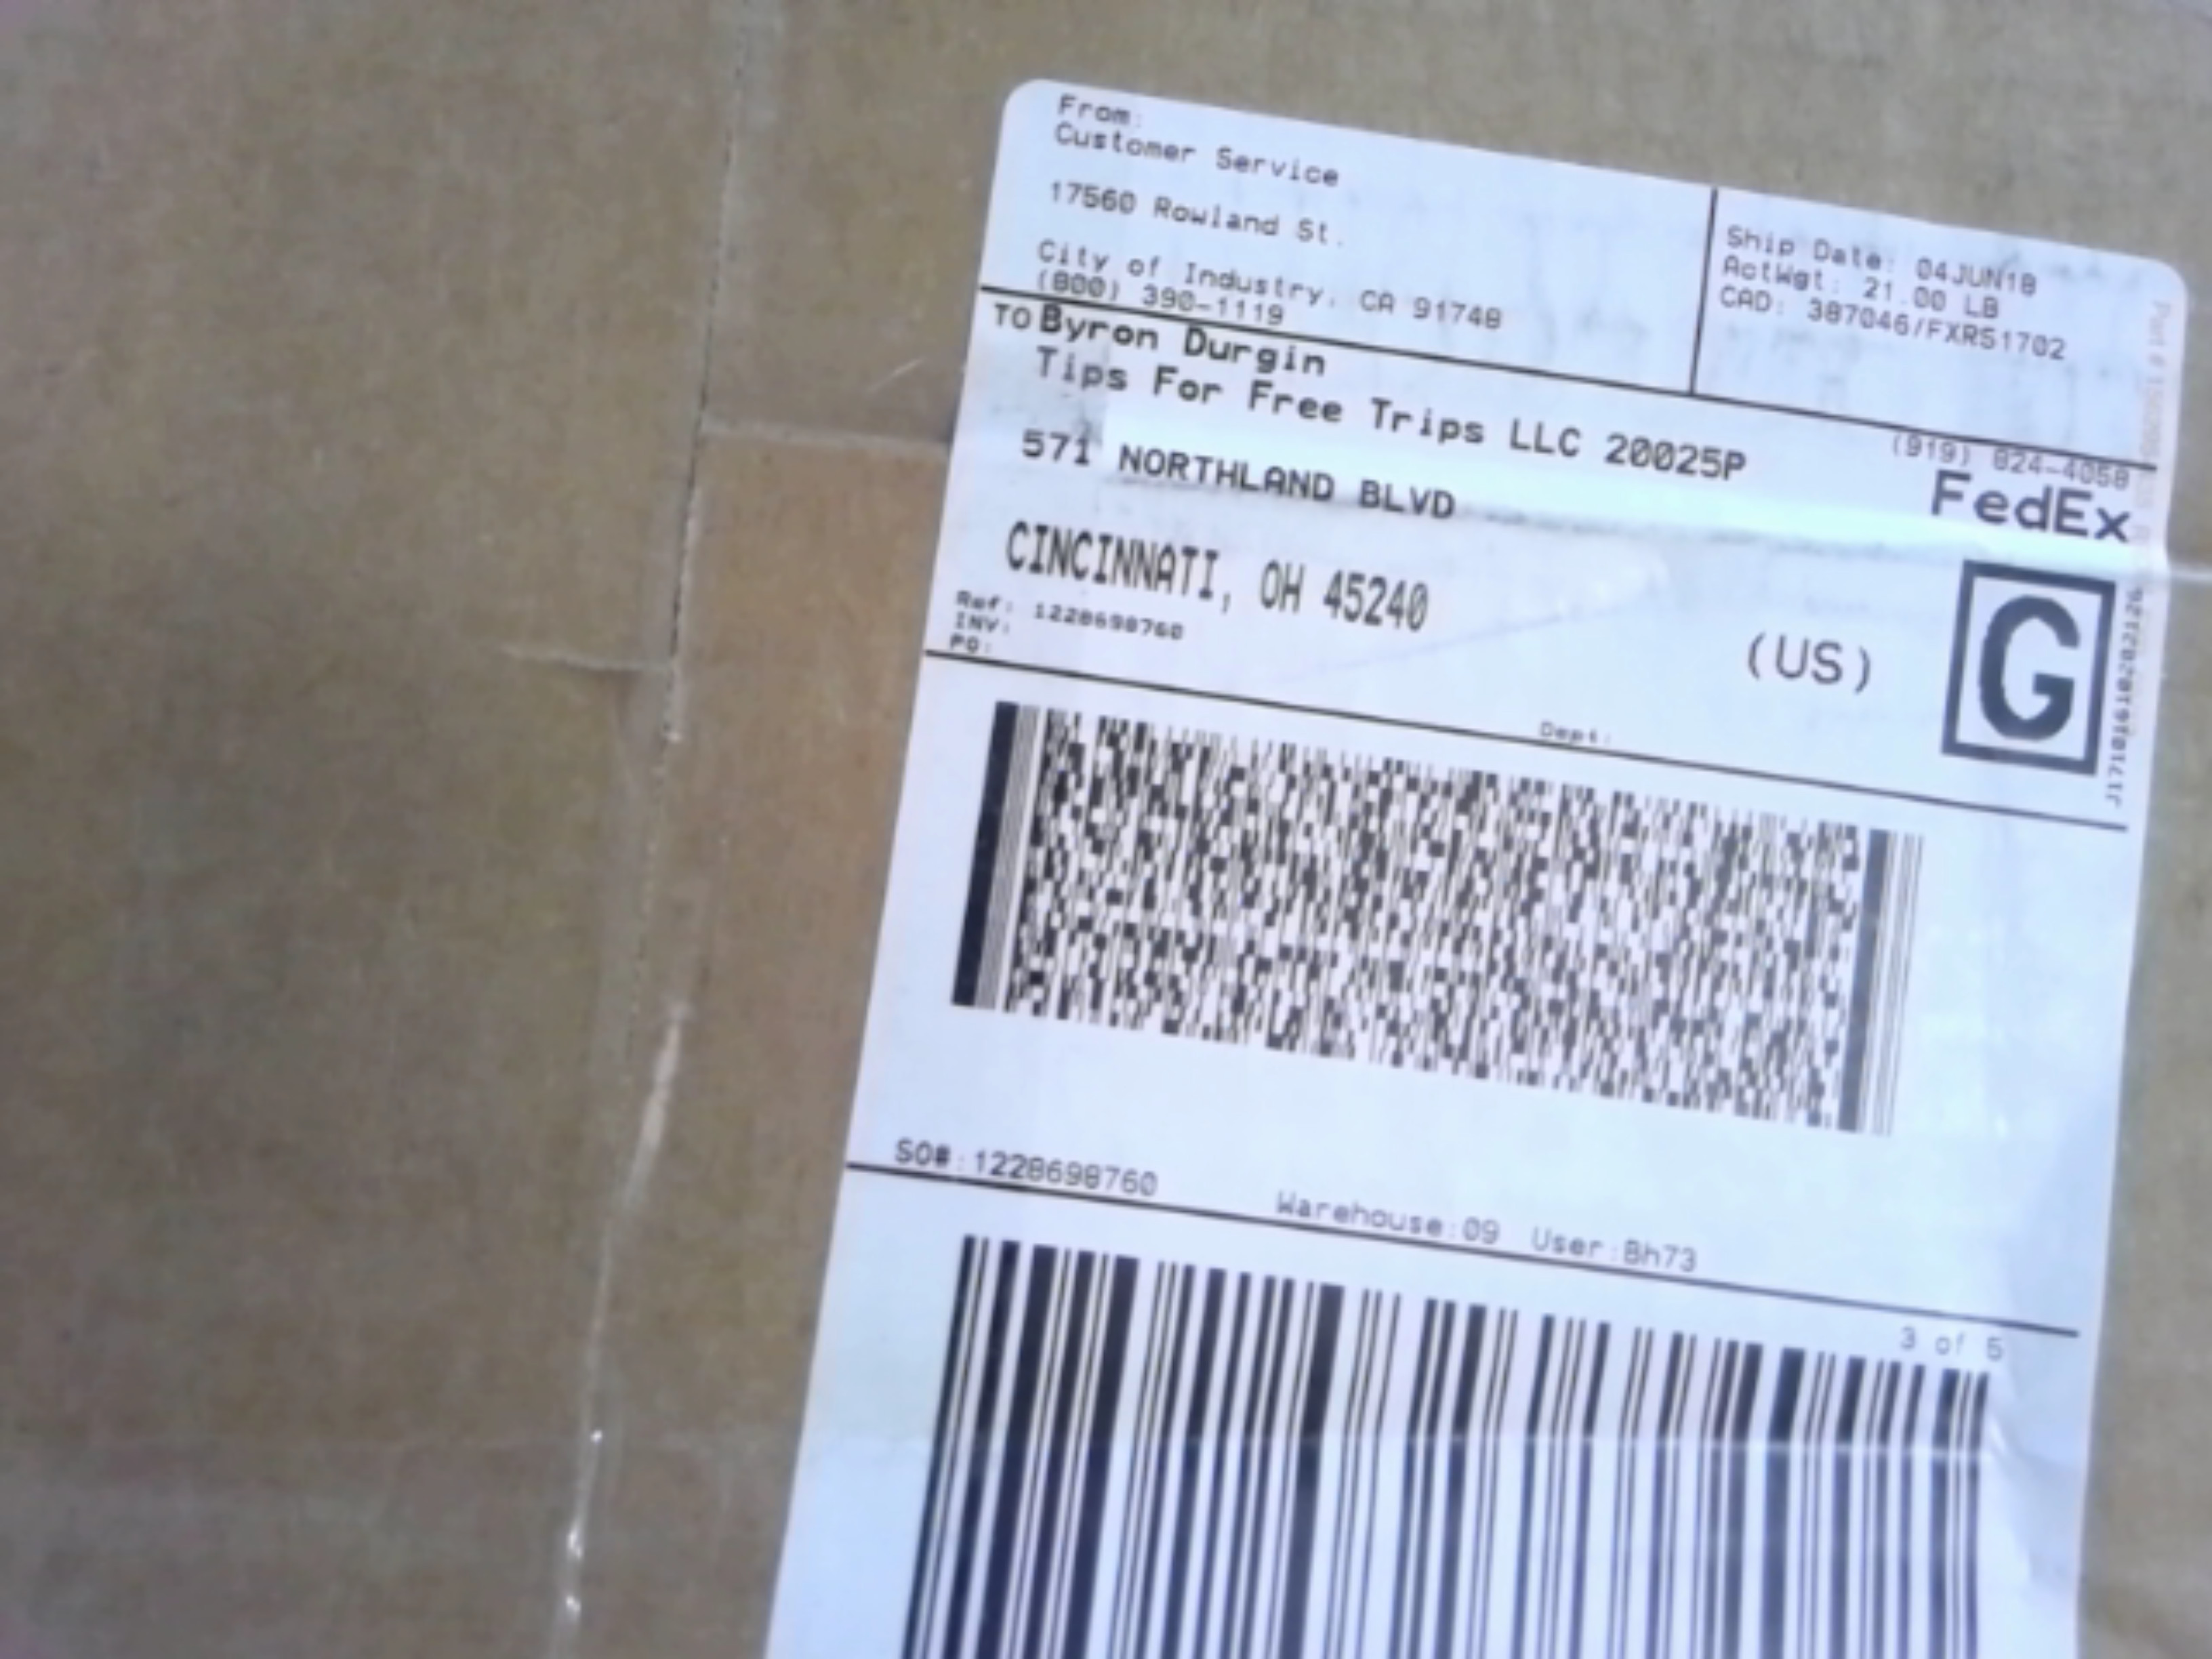 From:
Customer Service
17560 Rowland St.
City of Industry, CA 91748
(800) 390-1119
Ship Date: 04JUN18
ActWgt: 21.00 LB
CAD: 387046/FXRS1702
TO Byron Durgin
Tips For Free Trips LLC 20025P
(919) 824-4058
571 NORTHLAND BLVD
FedEx
CINCINNATI, OH 45240
Ref: 1228698760
INV:
PO:
(US)
G
Dept:
SO#:1228698760
Warehouse:09 User:Bh73
3 of 5